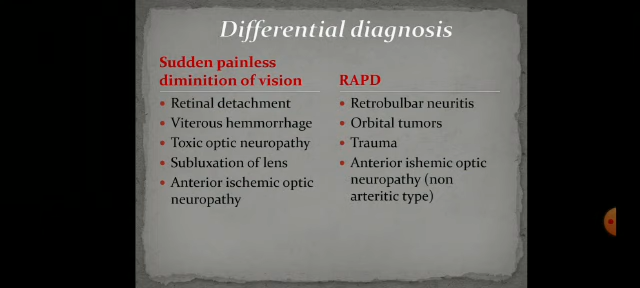 Differential diagnosis
Sudden painless
diminition of vision
Retinal detachment
Viterous hemmorrhage
Toxic optic neuropathy
Subluxation of lens
Anterior ischemic optic
neuropathy
RAPD
Retrobulbar neuritis
Orbital tumors
Trauma
Anterior ishemic optic
neuropathy (non
arteritic type)